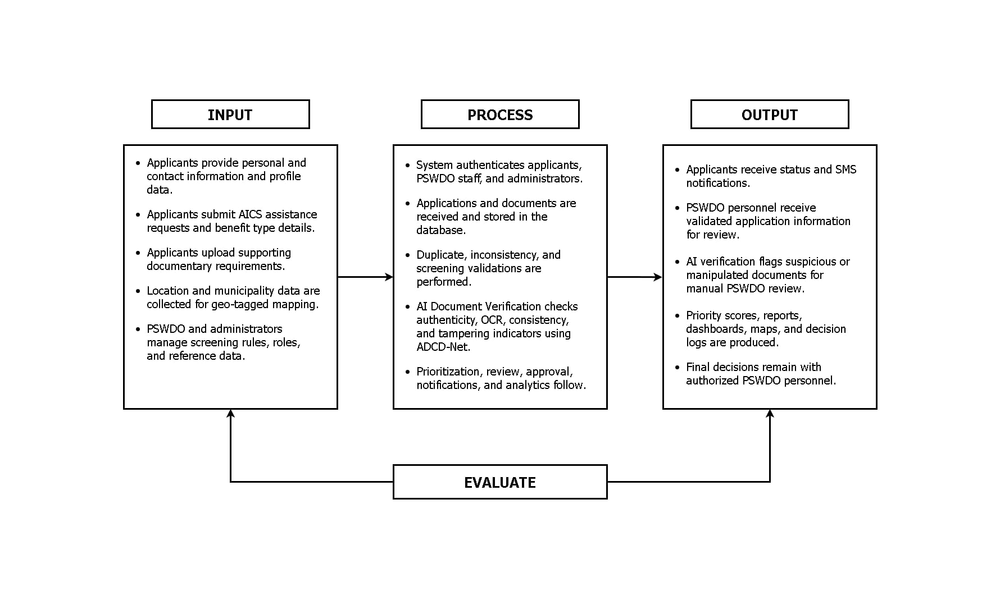 INPUT
• Applicants provide personal and
contact information and profile
data.
• Applicants submit AICS assistance
requests and benefit type details.
• Applicants upload supporting
documentary requirements.
• Location and municipality data are
collected for geo-tagged mapping.
• PSWDO and administrators
manage screening rules, roles,
and reference data.
PROCESS
• System authenticates applicants,
PSWDO staff, and administrators.
• Applications and documents are
received and stored in the
database.
• Duplicate, inconsistency, and
screening validations are
performed.
• AI Document Verification checks
authenticity, OCR, consistency,
and tampering indicators using
ADCD-Net.
• Prioritization, review, approval,
notifications, and analytics follow.
OUTPUT
• Applicants receive status and SMS
notifications.
• PSWDO personnel receive
validated application information
for review.
• AI verification flags suspicious or
manipulated documents for
manual PSWDO review.
• Priority scores, reports,
dashboards, maps, and decision
logs are produced.
• Final decisions remain with
authorized PSWDO personnel.
EVALUATE